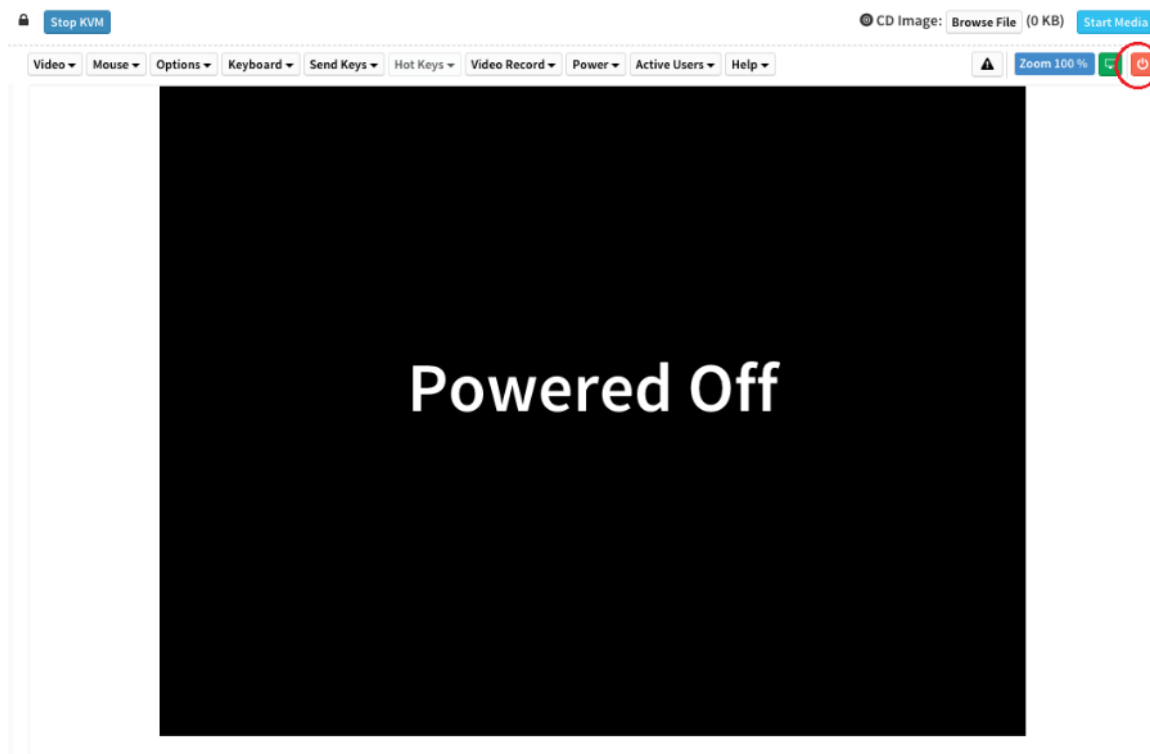 Stop KVM CD Image: Browse File (0 KB) Start Media
Video Mouse Options Keyboard Send Keys Hot Keys Video Record Power Active Users Help Zoom 100 %
Powered Off